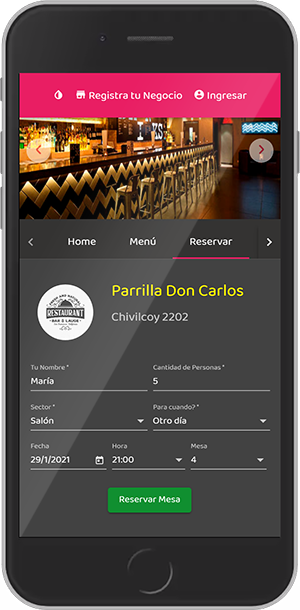 Registra tu Negocio Ingresar
Home Menú Reservar
Parrilla Don Carlos
Chivilcoy 2202
RESTAURANT
BAR & LAUGE
Tu Nombre * Cantidad de Personas *
María 5
Sector * Para cuando? *
Salón Otro día
Fecha Hora Mesa
29/1/2021 21:00 4
Reservar Mesa